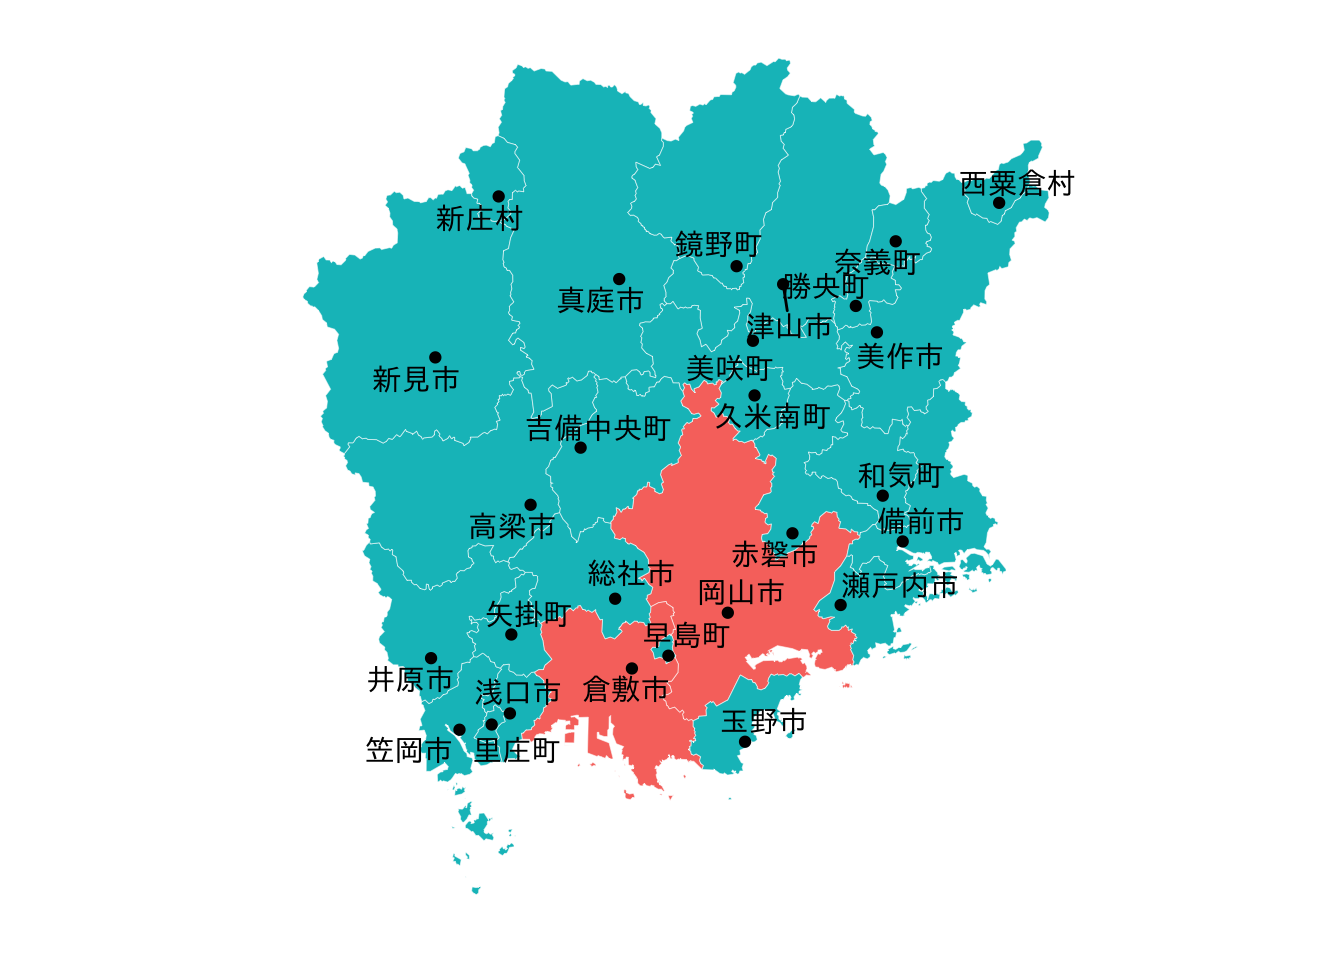 西粟倉村
新庄村
鏡野町
奈義町
勝央町
真庭市
津山市
美作市
美咲町
新見市
久米南町
吉備中央町
和気町
備前市
高梁市
赤磐市
総社市
瀬戸内市
岡山市
矢掛町
早島町
井原市
浅口市
倉敷市
玉野市
笠岡市
里庄町